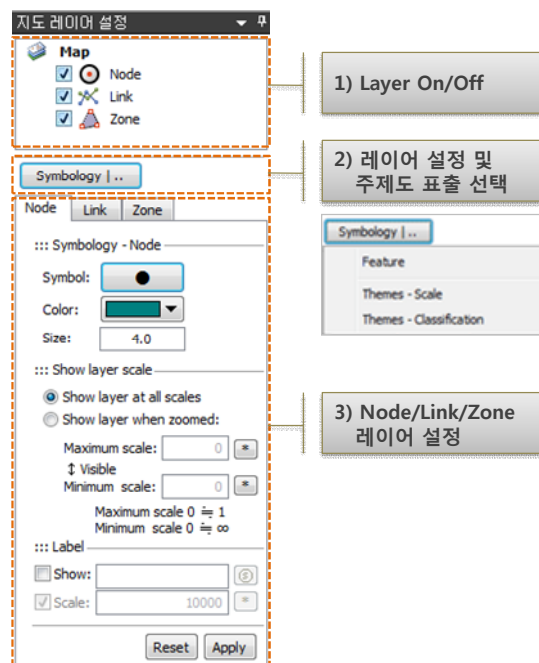 지도 레이어 설정
Map
Node
Link
Zone
1) Layer On/Off
Symbology | ..
2) 레이어 설정 및
주제도 표출 선택
Symbology | ..
Feature
Themes - Scale
Themes - Classification
Node Link Zone
::: Symbology - Node
Symbol:
Color:
Size: 4.0
::: Show layer scale
Show layer at all scales
Show layer when zoomed:
Maximum scale: 0 *
↕ Visible
Minimum scale: 0 *
Maximum scale 0 ≒ 1
Minimum scale 0 ≒ ∞
3) Node/Link/Zone
레이어 설정
::: Label
Show: S
Scale: 10000 *
Reset Apply